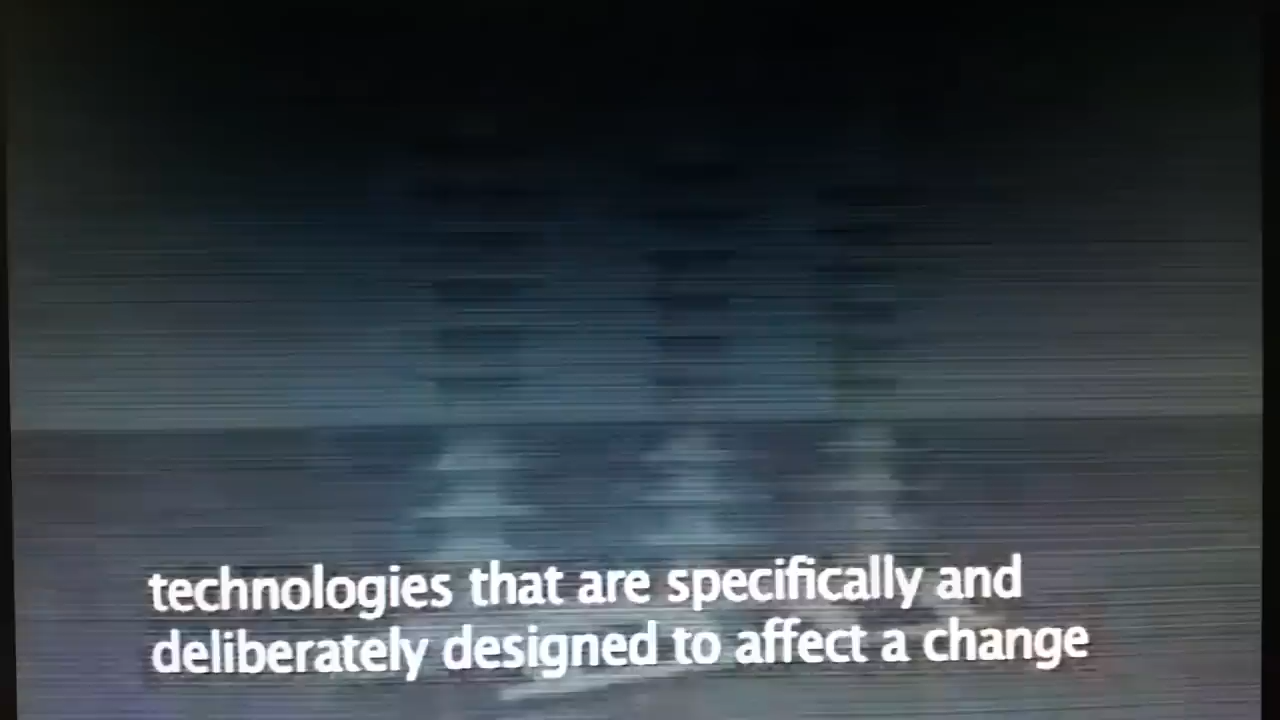 technologies that are specifically and
deliberately designed to affect a change